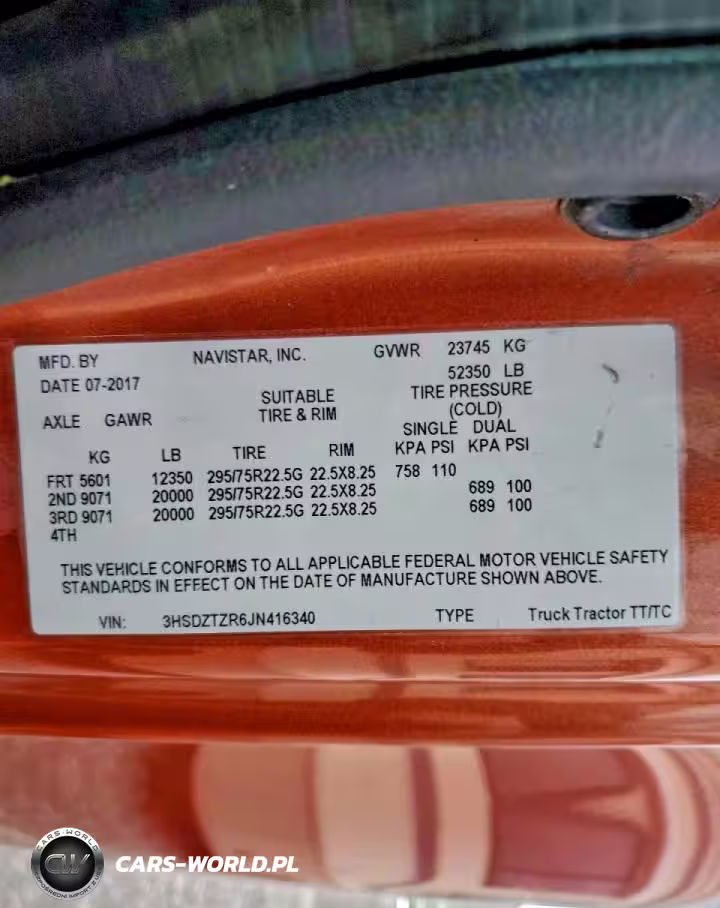 MFD. BY NAVISTAR, INC. GVWR 23745 KG
DATE 07-2017 52350 LB
SUITABLE TIRE PRESSURE
AXLE GAWR TIRE & RIM (COLD)
SINGLE DUAL
KG LB TIRE RIM KPA PSI KPA PSI
FRT 5601 12350 295/75R22.5G 22.5X8.25 758 110
2ND 9071 20000 295/75R22.5G 22.5X8.25 689 100
3RD 9071 20000 295/75R22.5G 22.5X8.25 689 100
4TH
THIS VEHICLE CONFORMS TO ALL APPLICABLE FEDERAL MOTOR VEHICLE SAFETY
STANDARDS IN EFFECT ON THE DATE OF MANUFACTURE SHOWN ABOVE.
VIN: 3HSDZTZR6JN416340 TYPE Truck Tractor TT/TC
CARS-WORLD
CW
CARS-WORLD.PL